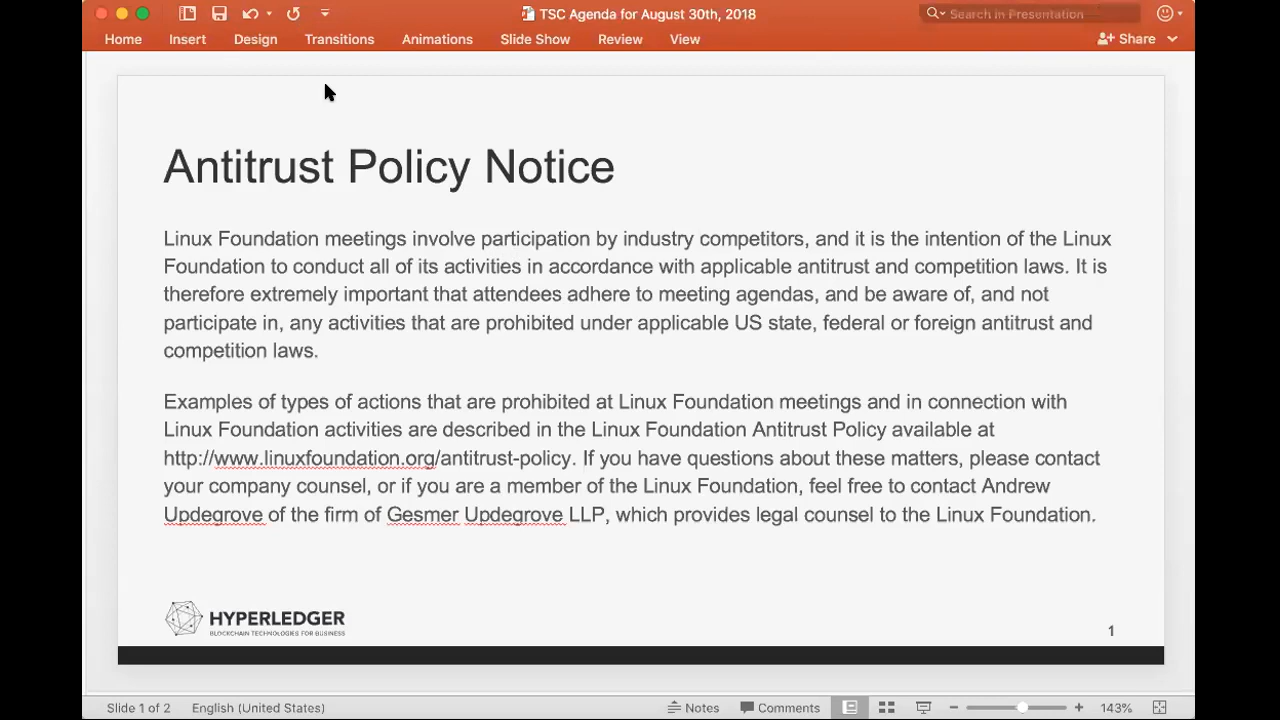 TSC Agenda for August 30th, 2018
Search in Presentation
Home Insert Design Transitions Animations Slide Show Review View Share
Antitrust Policy Notice
Linux Foundation meetings involve participation by industry competitors, and it is the intention of the Linux
Foundation to conduct all of its activities in accordance with applicable antitrust and competition laws. It is
therefore extremely important that attendees adhere to meeting agendas, and be aware of, and not
participate in, any activities that are prohibited under applicable US state, federal or foreign antitrust and
competition laws.
Examples of types of actions that are prohibited at Linux Foundation meetings and in connection with
Linux Foundation activities are described in the Linux Foundation Antitrust Policy available at
http://www.linuxfoundation.org/antitrust-policy. If you have questions about these matters, please contact
your company counsel, or if you are a member of the Linux Foundation, feel free to contact Andrew
Updegrove of the firm of Gesmer Updegrove LLP, which provides legal counsel to the Linux Foundation.
HYPERLEDGER
BLOCKCHAIN TECHNOLOGIES FOR BUSINESS
1
Slide 1 of 2 English (United States) Notes Comments 143%